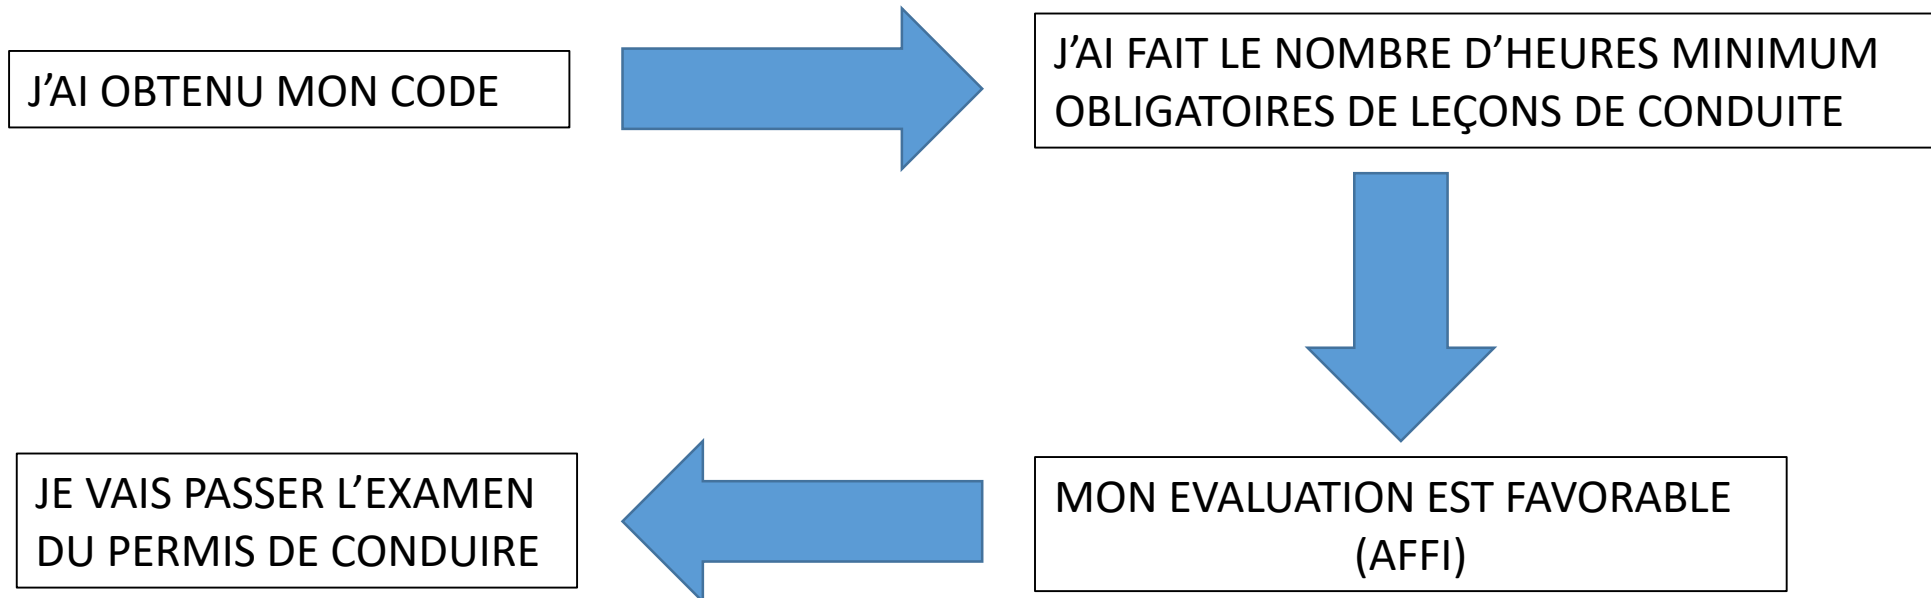 J’AI OBTENU MON CODE
J’AI FAIT LE NOMBRE D’HEURES MINIMUM
OBLIGATOIRES DE LEÇONS DE CONDUITE
MON EVALUATION EST FAVORABLE
(AFFI)
JE VAIS PASSER L’EXAMEN
DU PERMIS DE CONDUIRE